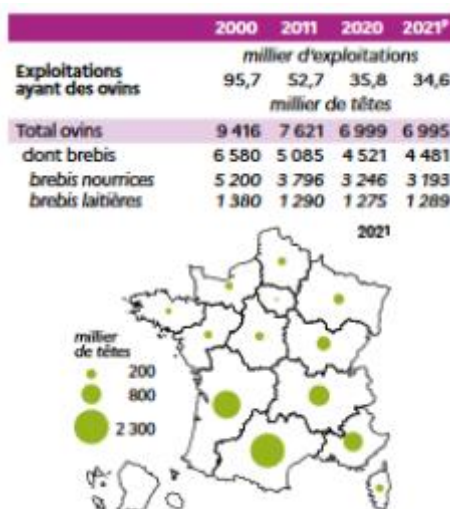 2000 2011 2020 2021ᵖ
millier d'exploitations
Exploitations ayant des ovins 95,7 52,7 35,8 34,6
millier de têtes
Total ovins 9 416 7 621 6 999 6 995
dont brebis 6 580 5 085 4 521 4 481
brebis nourrices 5 200 3 796 3 246 3 193
brebis laitières 1 380 1 290 1 275 1 289
2021
millier
de têtes
200
800
2 300